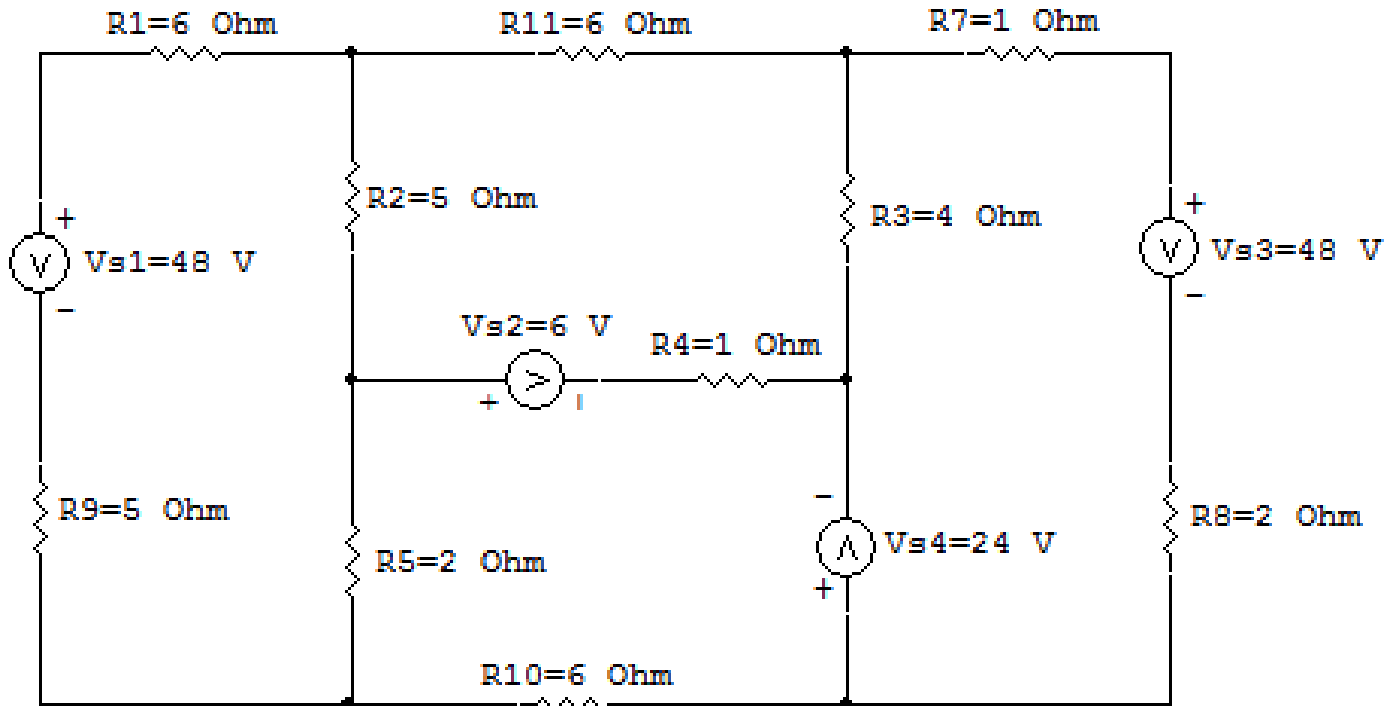 R1=6 Ohm
R11=6 Ohm
R7=1 Ohm
R2=5 Ohm
R3=4 Ohm
+
V
Vs1=48 V
-
+
V
Vs3=48 V
-
Vs2=6 V
V
+
R4=1 Ohm
R9=5 Ohm
R5=2 Ohm
-
V
Vs4=24 V
+
R8=2 Ohm
R10=6 Ohm